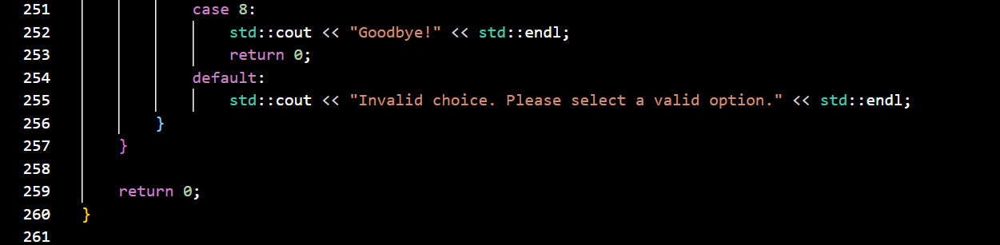 251 case 8:
252 std::cout << "Goodbye!" << std::endl;
253 return 0;
254 default:
255 std::cout << "Invalid choice. Please select a valid option." << std::endl;
256 }
257 }
258
259 return 0;
260 }
261